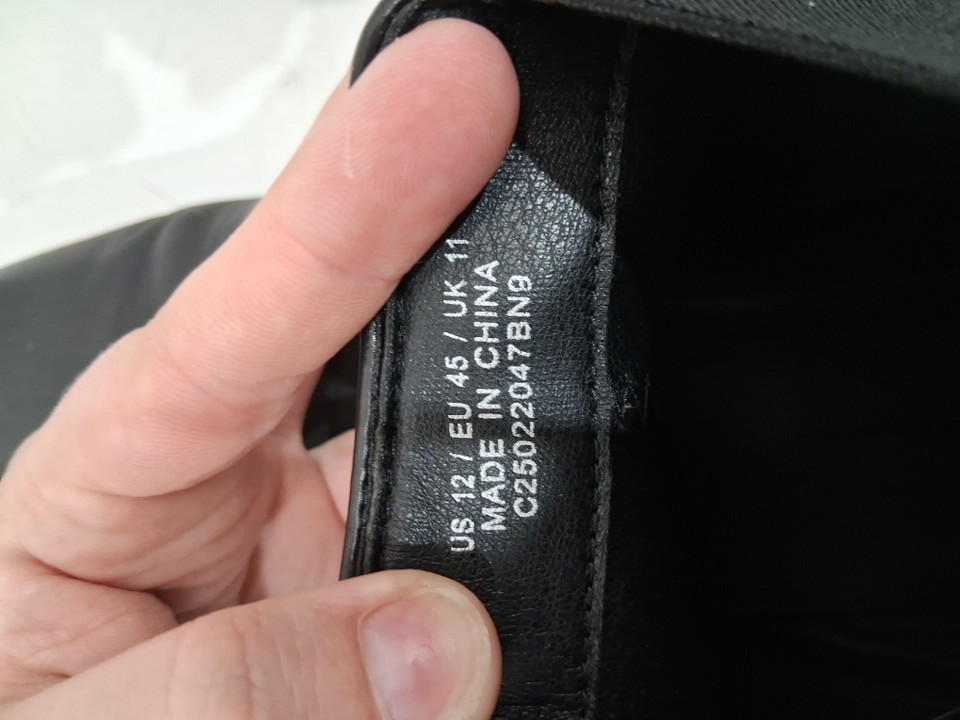 US 12 / EU 45 / UK 11
MADE IN CHINA
C25022047BN9